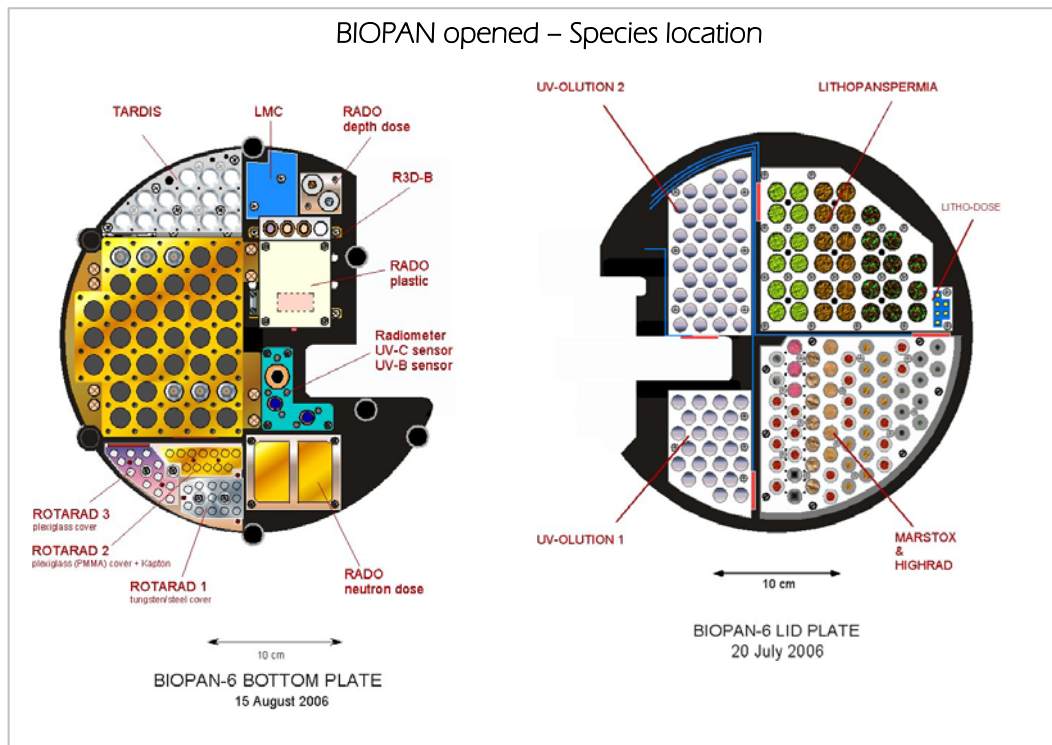 BIOPAN opened – Species location
TARDIS
LMC
RADO
depth dose
R3D-B
RADO
plastic
Radiometer
UV-C sensor
UV-B sensor
ROTARAD 3
plexiglass cover
ROTARAD 2
plexiglass (PMMA) cover + Kapton
ROTARAD 1
tungsten/steel cover
RADO
neutron dose
10 cm
BIOPAN-6 BOTTOM PLATE
15 August 2006
UV-OLUTION 2
LITHOPANSPERMIA
LITHO-DOSE
UV-OLUTION 1
MARSTOX
&
HIGHRAD
10 cm
BIOPAN-6 LID PLATE
20 July 2006